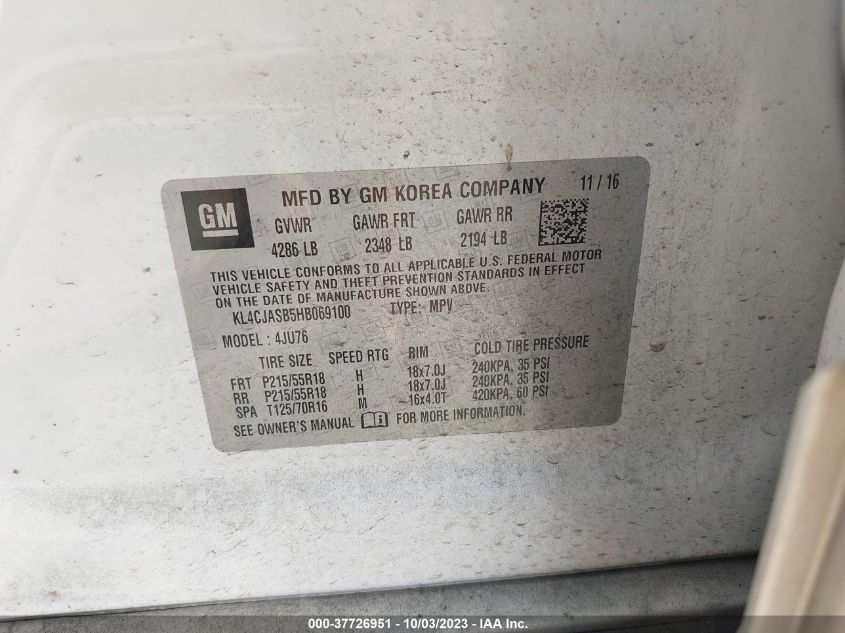 GM
MFD BY GM KOREA COMPANY 11 / 16
GVWR GAWR FRT GAWR RR
4286 LB 2348 LB 2194 LB
THIS VEHICLE CONFORMS TO ALL APPLICABLE U.S. FEDERAL MOTOR
VEHICLE SAFETY AND THEFT PREVENTION STANDARDS IN EFFECT
ON THE DATE OF MANUFACTURE SHOWN ABOVE.
KL4CJASB5HB069100 TYPE: MPV
MODEL : 4JU76
TIRE SIZE SPEED RTG RIM COLD TIRE PRESSURE
FRT P215/55R18 H 18x7.0J 240KPA, 35 PSI
RR P215/55R18 H 18x7.0J 240KPA, 35 PSI
SPA T125/70R16 M 16x4.0T 420KPA, 60 PSI
SEE OWNER'S MANUAL FOR MORE INFORMATION.
000-37726951 - 10/03/2023 - IAA Inc.